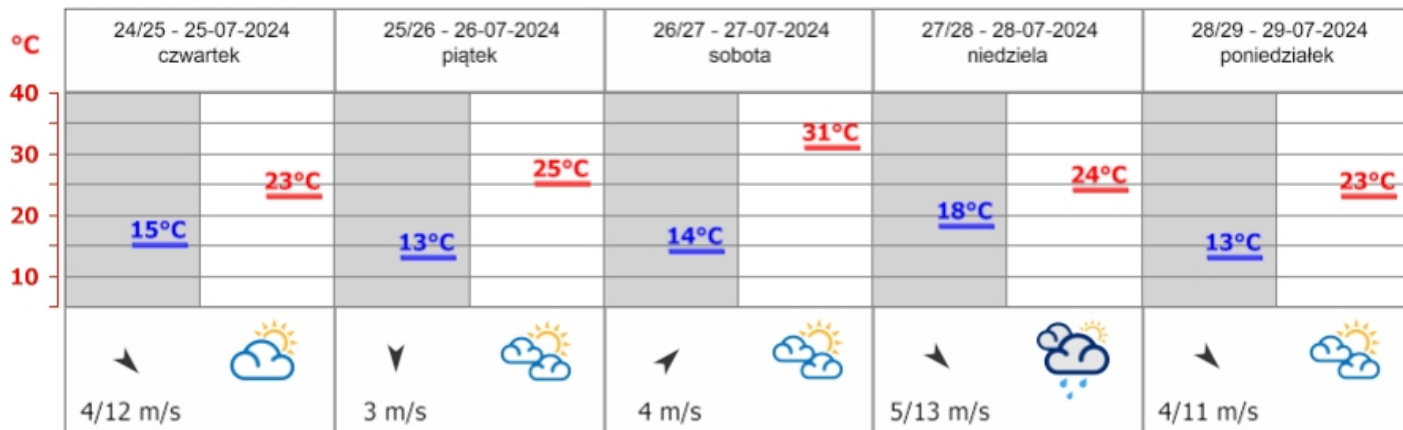 24/25 - 25-07-2024
czwartek
25/26 - 26-07-2024
piątek
26/27 - 27-07-2024
sobota
27/28 - 28-07-2024
niedziela
28/29 - 29-07-2024
poniedziałek
°C
40
30
20
10
15°C
23°C
13°C
25°C
14°C
31°C
18°C
24°C
13°C
23°C
4/12 m/s
3 m/s
4 m/s
5/13 m/s
4/11 m/s